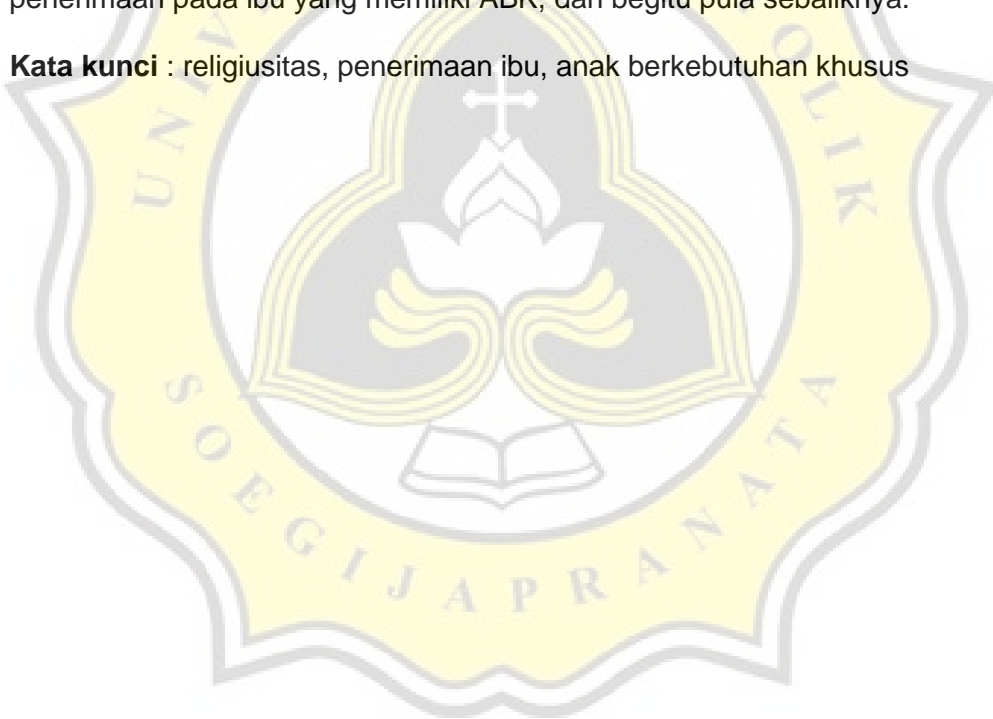 penerimaan pada ibu yang memiliki ABK, dan begitu pula sebaliknya.
Kata kunci : religiusitas, penerimaan ibu, anak berkebutuhan khusus
SOEGIJAPRANATA